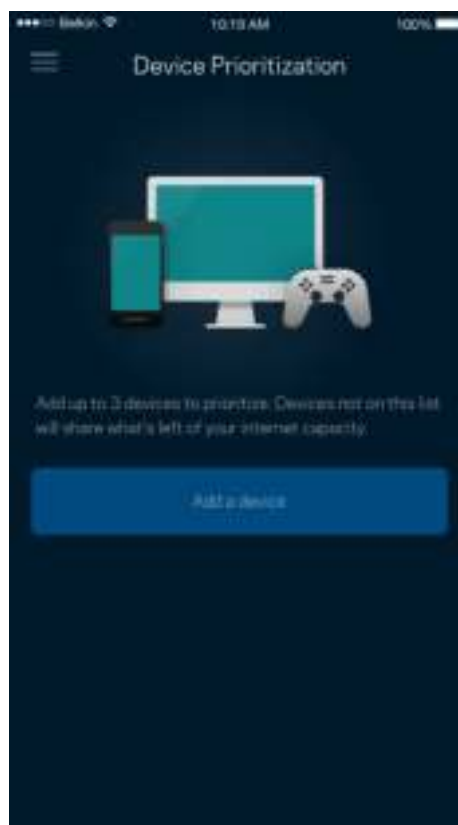 Belkin 10:19 AM 100%
Device Prioritization
Add up to 3 devices to prioritize. Devices not on this list
will share what's left of your internet capacity.
Add a device